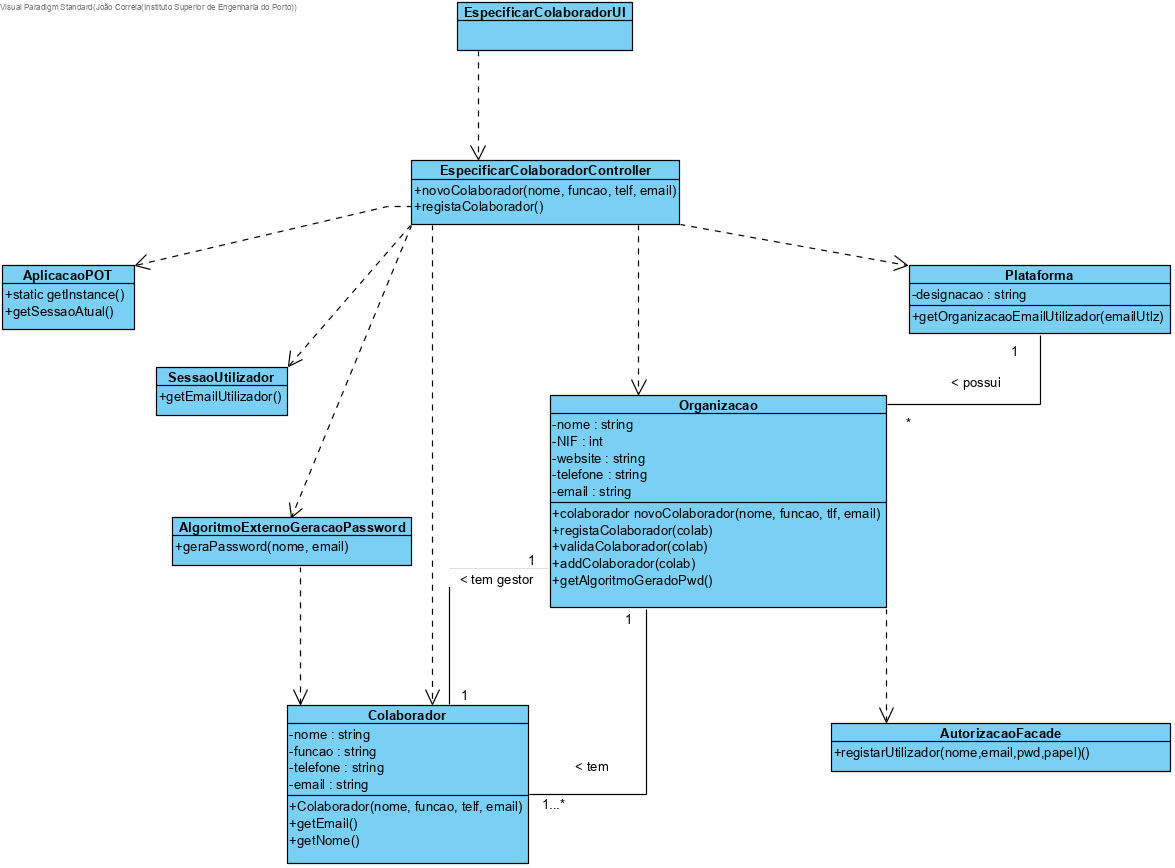 Visual Paradigm Standard(João Correia(Instituto Superior de Engenharia do Porto))
EspecificarColaboradorUI
EspecificarColaboradorController
+novoColaborador(nome, funcao, telf, email)
+registaColaborador()
AplicacaoPOT
+static getInstance()
+getSessaoAtual()
Plataforma
-designacao : string
+getOrganizacaoEmailUtilizador(emailUtlz)
1
< possui
*
SessaoUtilizador
+getEmailUtilizador()
Organizacao
-nome : string
-NIF : int
-website : string
-telefone : string
-email : string
+colaborador novoColaborador(nome, funcao, tlf, email)
+registaColaborador(colab)
+validaColaborador(colab)
+addColaborador(colab)
+getAlgoritmoGeradoPwd()
AlgoritmoExternoGeracaoPassword
+geraPassword(nome, email)
1
< tem gestor
1
1
< tem
1...*
Colaborador
-nome : string
-funcao : string
-telefone : string
-email : string
+Colaborador(nome, funcao, telf, email)
+getEmail()
+getNome()
AutorizacaoFacade
+registarUtilizador(nome,email,pwd,papel)()